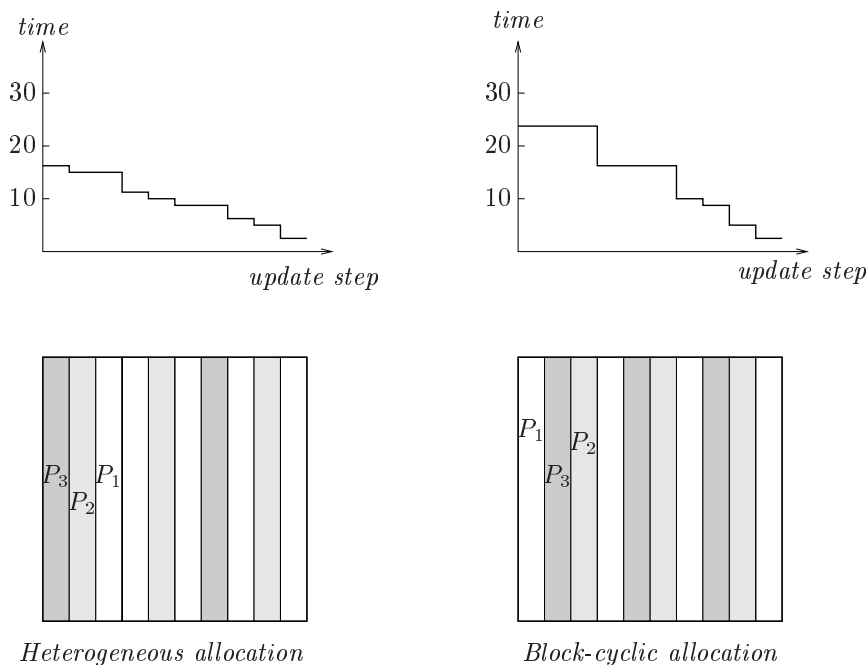 time
30
20
10
update step
P3
P2
P1
Heterogeneous allocation
time
30
20
10
update step
P1
P3
P2
Block-cyclic allocation